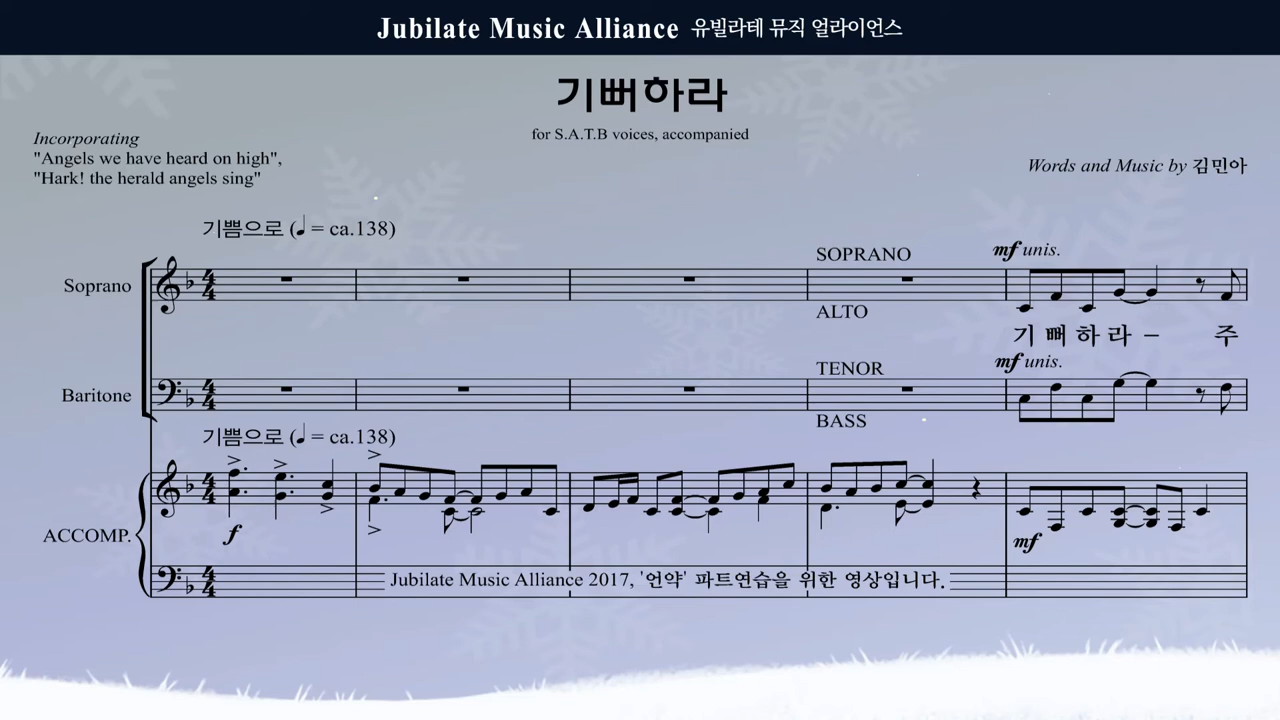 Jubilate Music Alliance 유빌라테 뮤직 얼라이언스
기뻐하라
for S.A.T.B voices, accompanied
Incorporating
"Angels we have heard on high",
"Hark! the herald angels sing"
Words and Music by 김민아
기쁨으로 (♩ = ca.138)
SOPRANO
mf unis.
Soprano
ALTO
기 뻐 하 라 – 주
TENOR
mf unis.
Baritone
BASS
기쁨으로 (♩ = ca.138)
f
ACCOMP.
mf
Jubilate Music Alliance 2017, '언약' 파트연습을 위한 영상입니다.